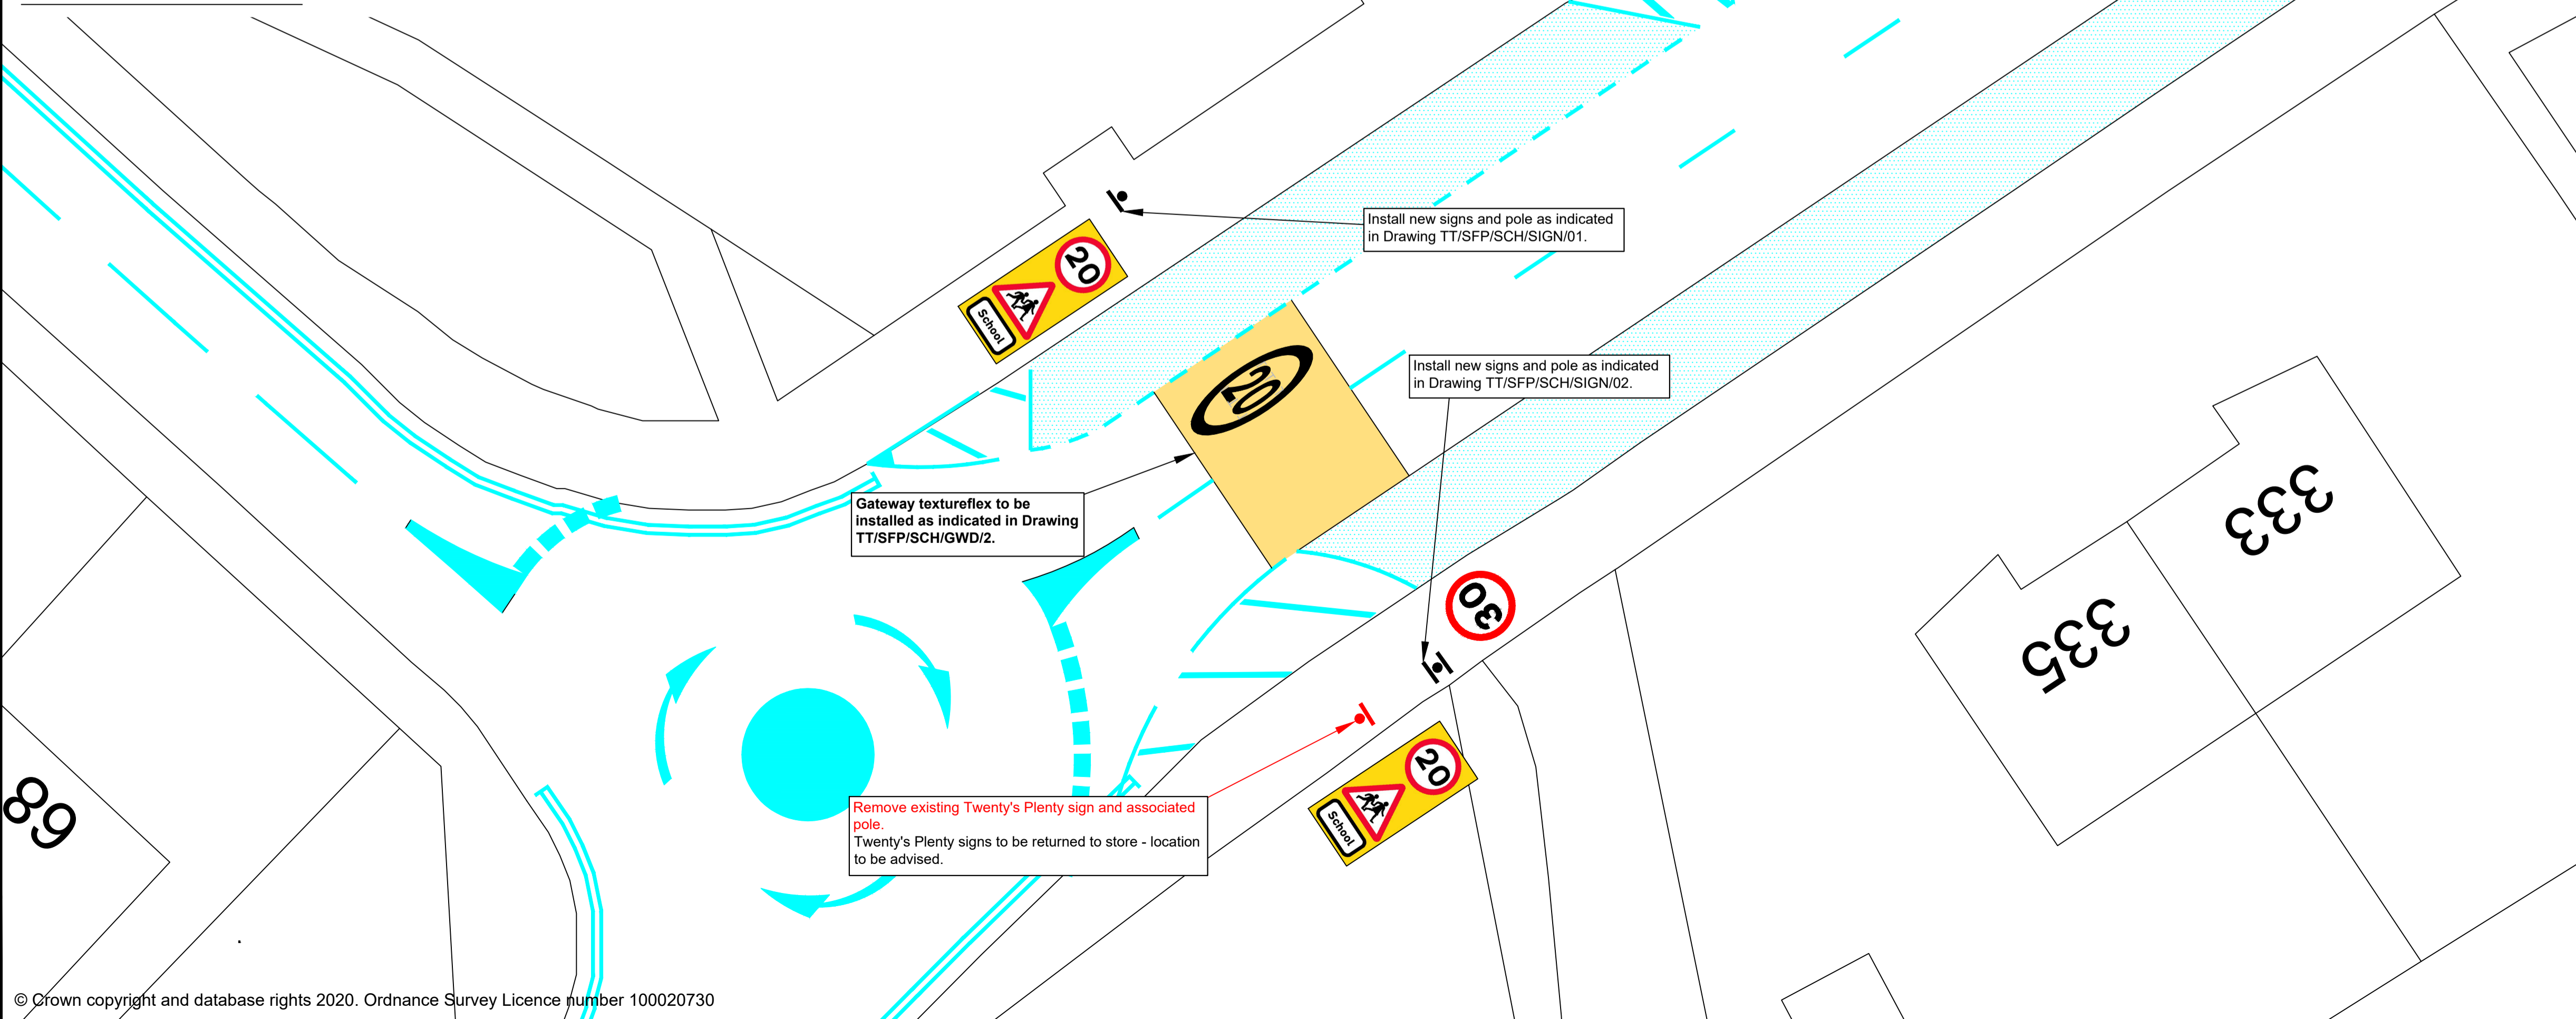 Install new signs and pole as indicated
in Drawing TT/SFP/SCH/SIGN/01.
20
School
20
Install new signs and pole as indicated
in Drawing TT/SFP/SCH/SIGN/02.
Gateway textureflex to be
installed as indicated in Drawing
TT/SFP/SCH/GWD/2.
333
335
30
20
School
Remove existing Twenty's Plenty sign and associated
pole.
Twenty's Plenty signs to be returned to store - location
to be advised.
89
© Crown copyright and database rights 2020. Ordnance Survey Licence number 100020730